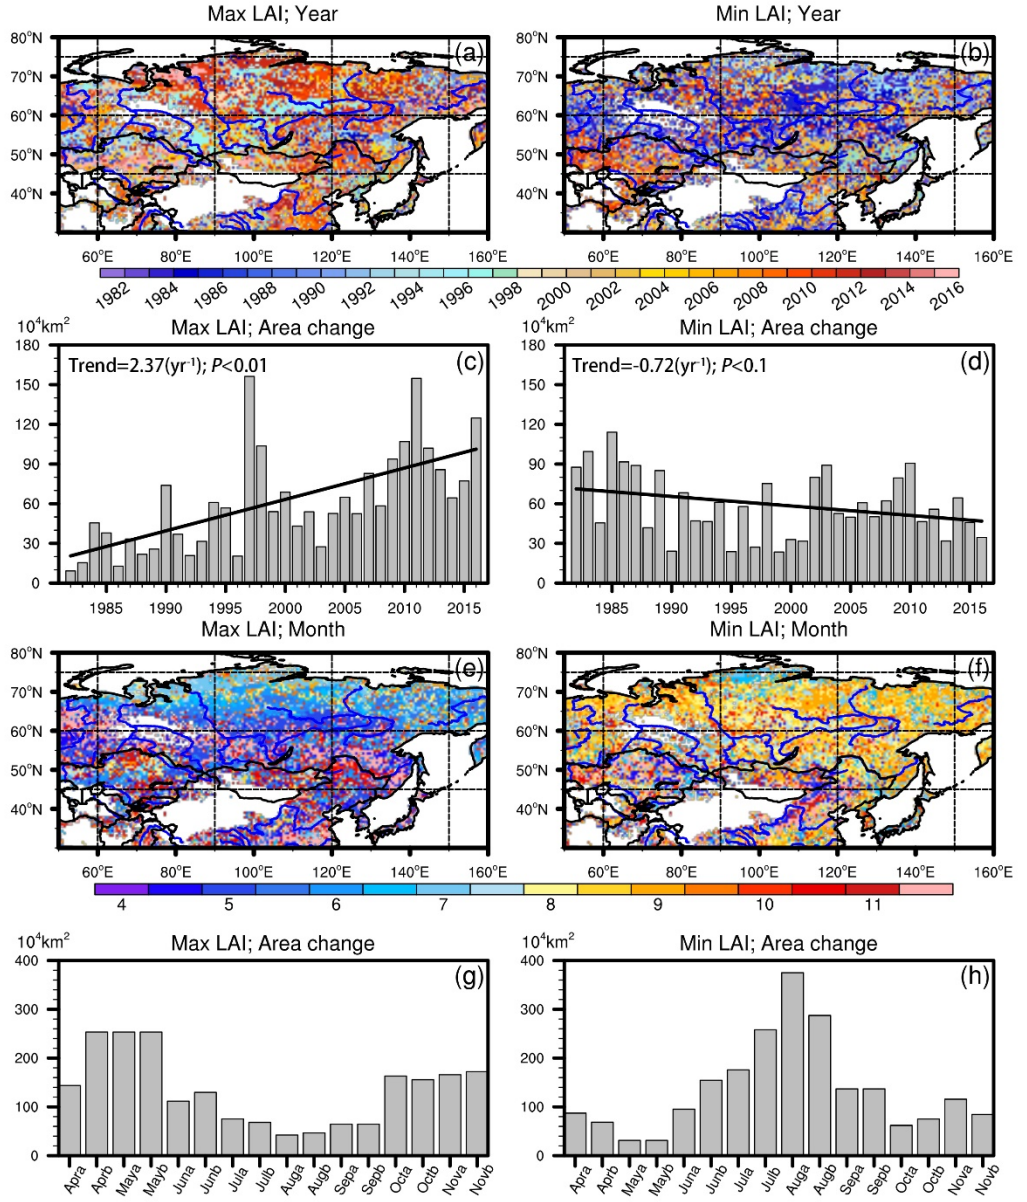 Max LAI; Year
Min LAI; Year
80°N
70°N
60°N
50°N
40°N
(a)
(b)
80°N
70°N
60°N
50°N
40°N
60°E 80°E 100°E 120°E 140°E 160°E
60°E 80°E 100°E 120°E 140°E 160°E
1982 1984 1986 1988 1990 1992 1994 1996 1998 2000 2002 2004 2006 2008 2010 2012 2014 2016
10⁴km² Max LAI; Area change
10⁴km² Min LAI; Area change
Trend=2.37(yr⁻¹); P<0.01 (c)
Trend=-0.72(yr⁻¹); P<0.1 (d)
180
150
120
90
60
30
0
180
150
120
90
60
30
0
1985 1990 1995 2000 2005 2010 2015
1985 1990 1995 2000 2005 2010 2015
Max LAI; Month
Min LAI; Month
80°N
70°N
60°N
50°N
40°N
(e)
(f)
80°N
70°N
60°N
50°N
40°N
60°E 80°E 100°E 120°E 140°E 160°E
60°E 80°E 100°E 120°E 140°E 160°E
4 5 6 7 8 9 10 11
10⁴km² Max LAI; Area change
10⁴km² Min LAI; Area change
(g)
(h)
400
300
200
100
0
400
300
200
100
0
Apra Aprb Maya Mayb Juna Junb Jula Julb Auga Augb Sepa Sepb Octa Octb Nova Novb
Apra Aprb Maya Mayb Juna Junb Jula Julb Auga Augb Sepa Sepb Octa Octb Nova Novb